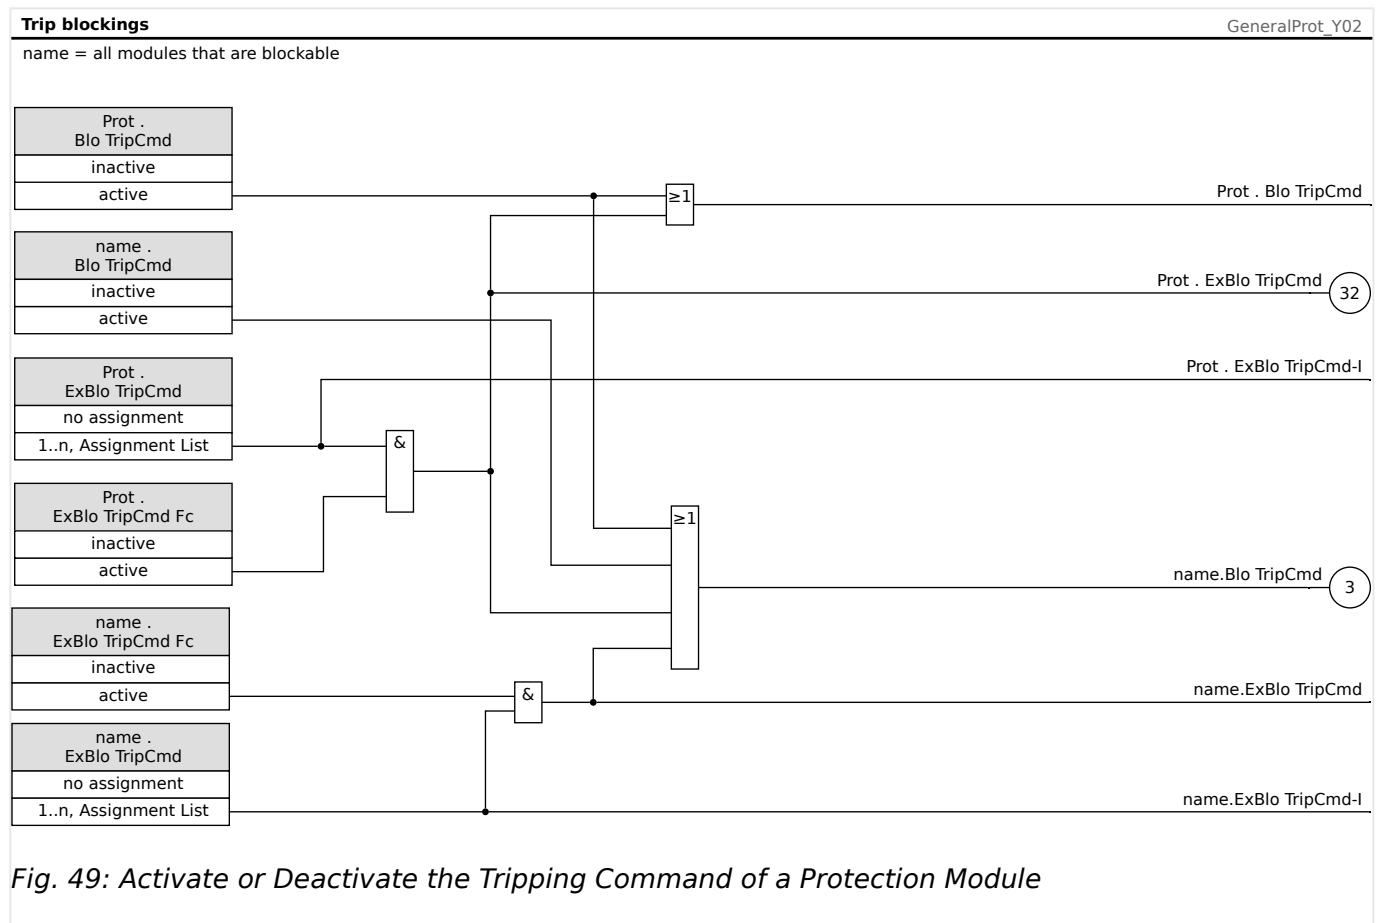 Trip blockings
GeneralProt_Y02
name = all modules that are blockable
Prot .
Blo TripCmd
inactive
active
≥1
Prot . Blo TripCmd
name .
Blo TripCmd
inactive
active
Prot . ExBlo TripCmd
32
Prot .
ExBlo TripCmd
no assignment
1..n, Assignment List
Prot . ExBlo TripCmd-I
&
Prot .
ExBlo TripCmd Fc
inactive
active
≥1
name.Blo TripCmd
3
name .
ExBlo TripCmd Fc
inactive
active
&
name.ExBlo TripCmd
name .
ExBlo TripCmd
no assignment
1..n, Assignment List
name.ExBlo TripCmd-I
Fig. 49: Activate or Deactivate the Tripping Command of a Protection Module